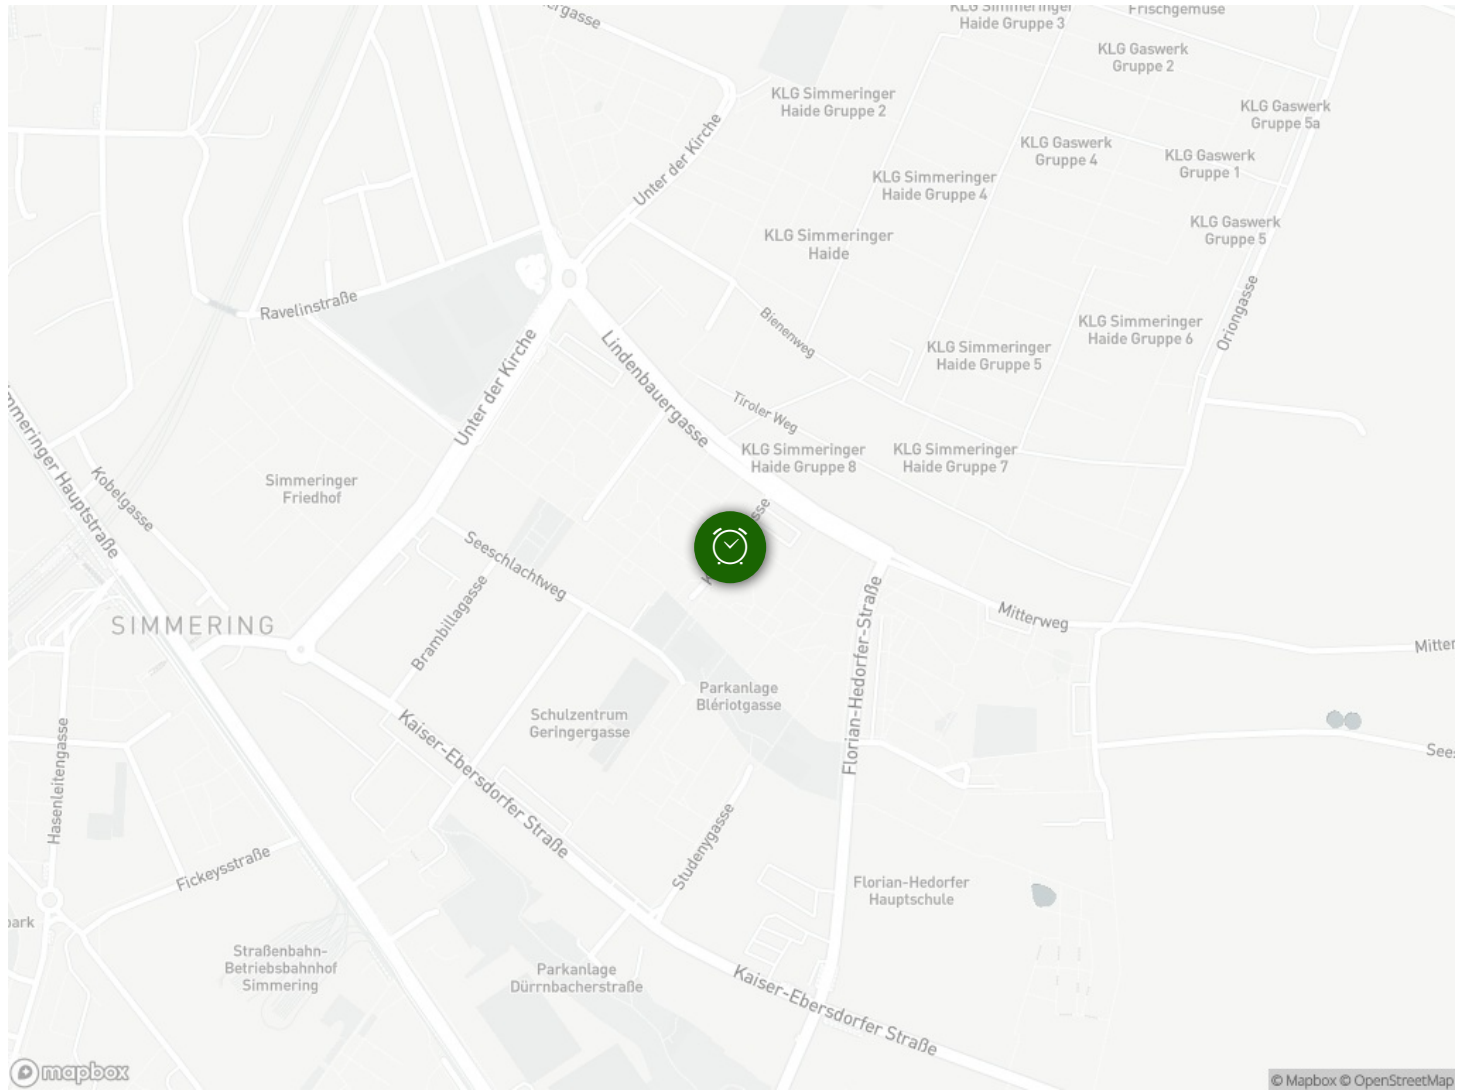 KLG Simmeringer
Haide Gruppe 3
Frischgemüse
KLG Gaswerk
Gruppe 2
KLG Simmeringer
Haide Gruppe 2
KLG Gaswerk
Gruppe 5a
KLG Gaswerk
Gruppe 4
KLG Gaswerk
Gruppe 1
Unter der Kirche
KLG Simmeringer
Haide Gruppe 4
KLG Simmeringer
Haide
KLG Gaswerk
Gruppe 5
Ravelinstraße
Oriongasse
Bienenweg
KLG Simmeringer
Haide Gruppe 6
KLG Simmeringer
Haide Gruppe 5
Unter der Kirche
Lindenbauergasse
Tiroler Weg
KLG Simmeringer
Haide Gruppe 8
KLG Simmeringer
Haide Gruppe 7
mmeringer Hauptstraße
Kobelgasse
Simmeringer
Friedhof
Seeschlachtweg
Brambillagasse
SIMMERING
Florian-Hedorfer-Straße
Mitterweg
Mitter
Parkanlage
Blériotgasse
Schulzentrum
Geringergasse
Kaiser-Ebersdorfer Straße
Sees
Hasenleitengasse
Studenygasse
Fickeysstraße
Florian-Hedorfer
Hauptschule
park
Straßenbahn-
Betriebsbahnhof
Simmering
Parkanlage
Dürrnbacherstraße
Kaiser-Ebersdorfer Straße
mapbox
© Mapbox © OpenStreetMap